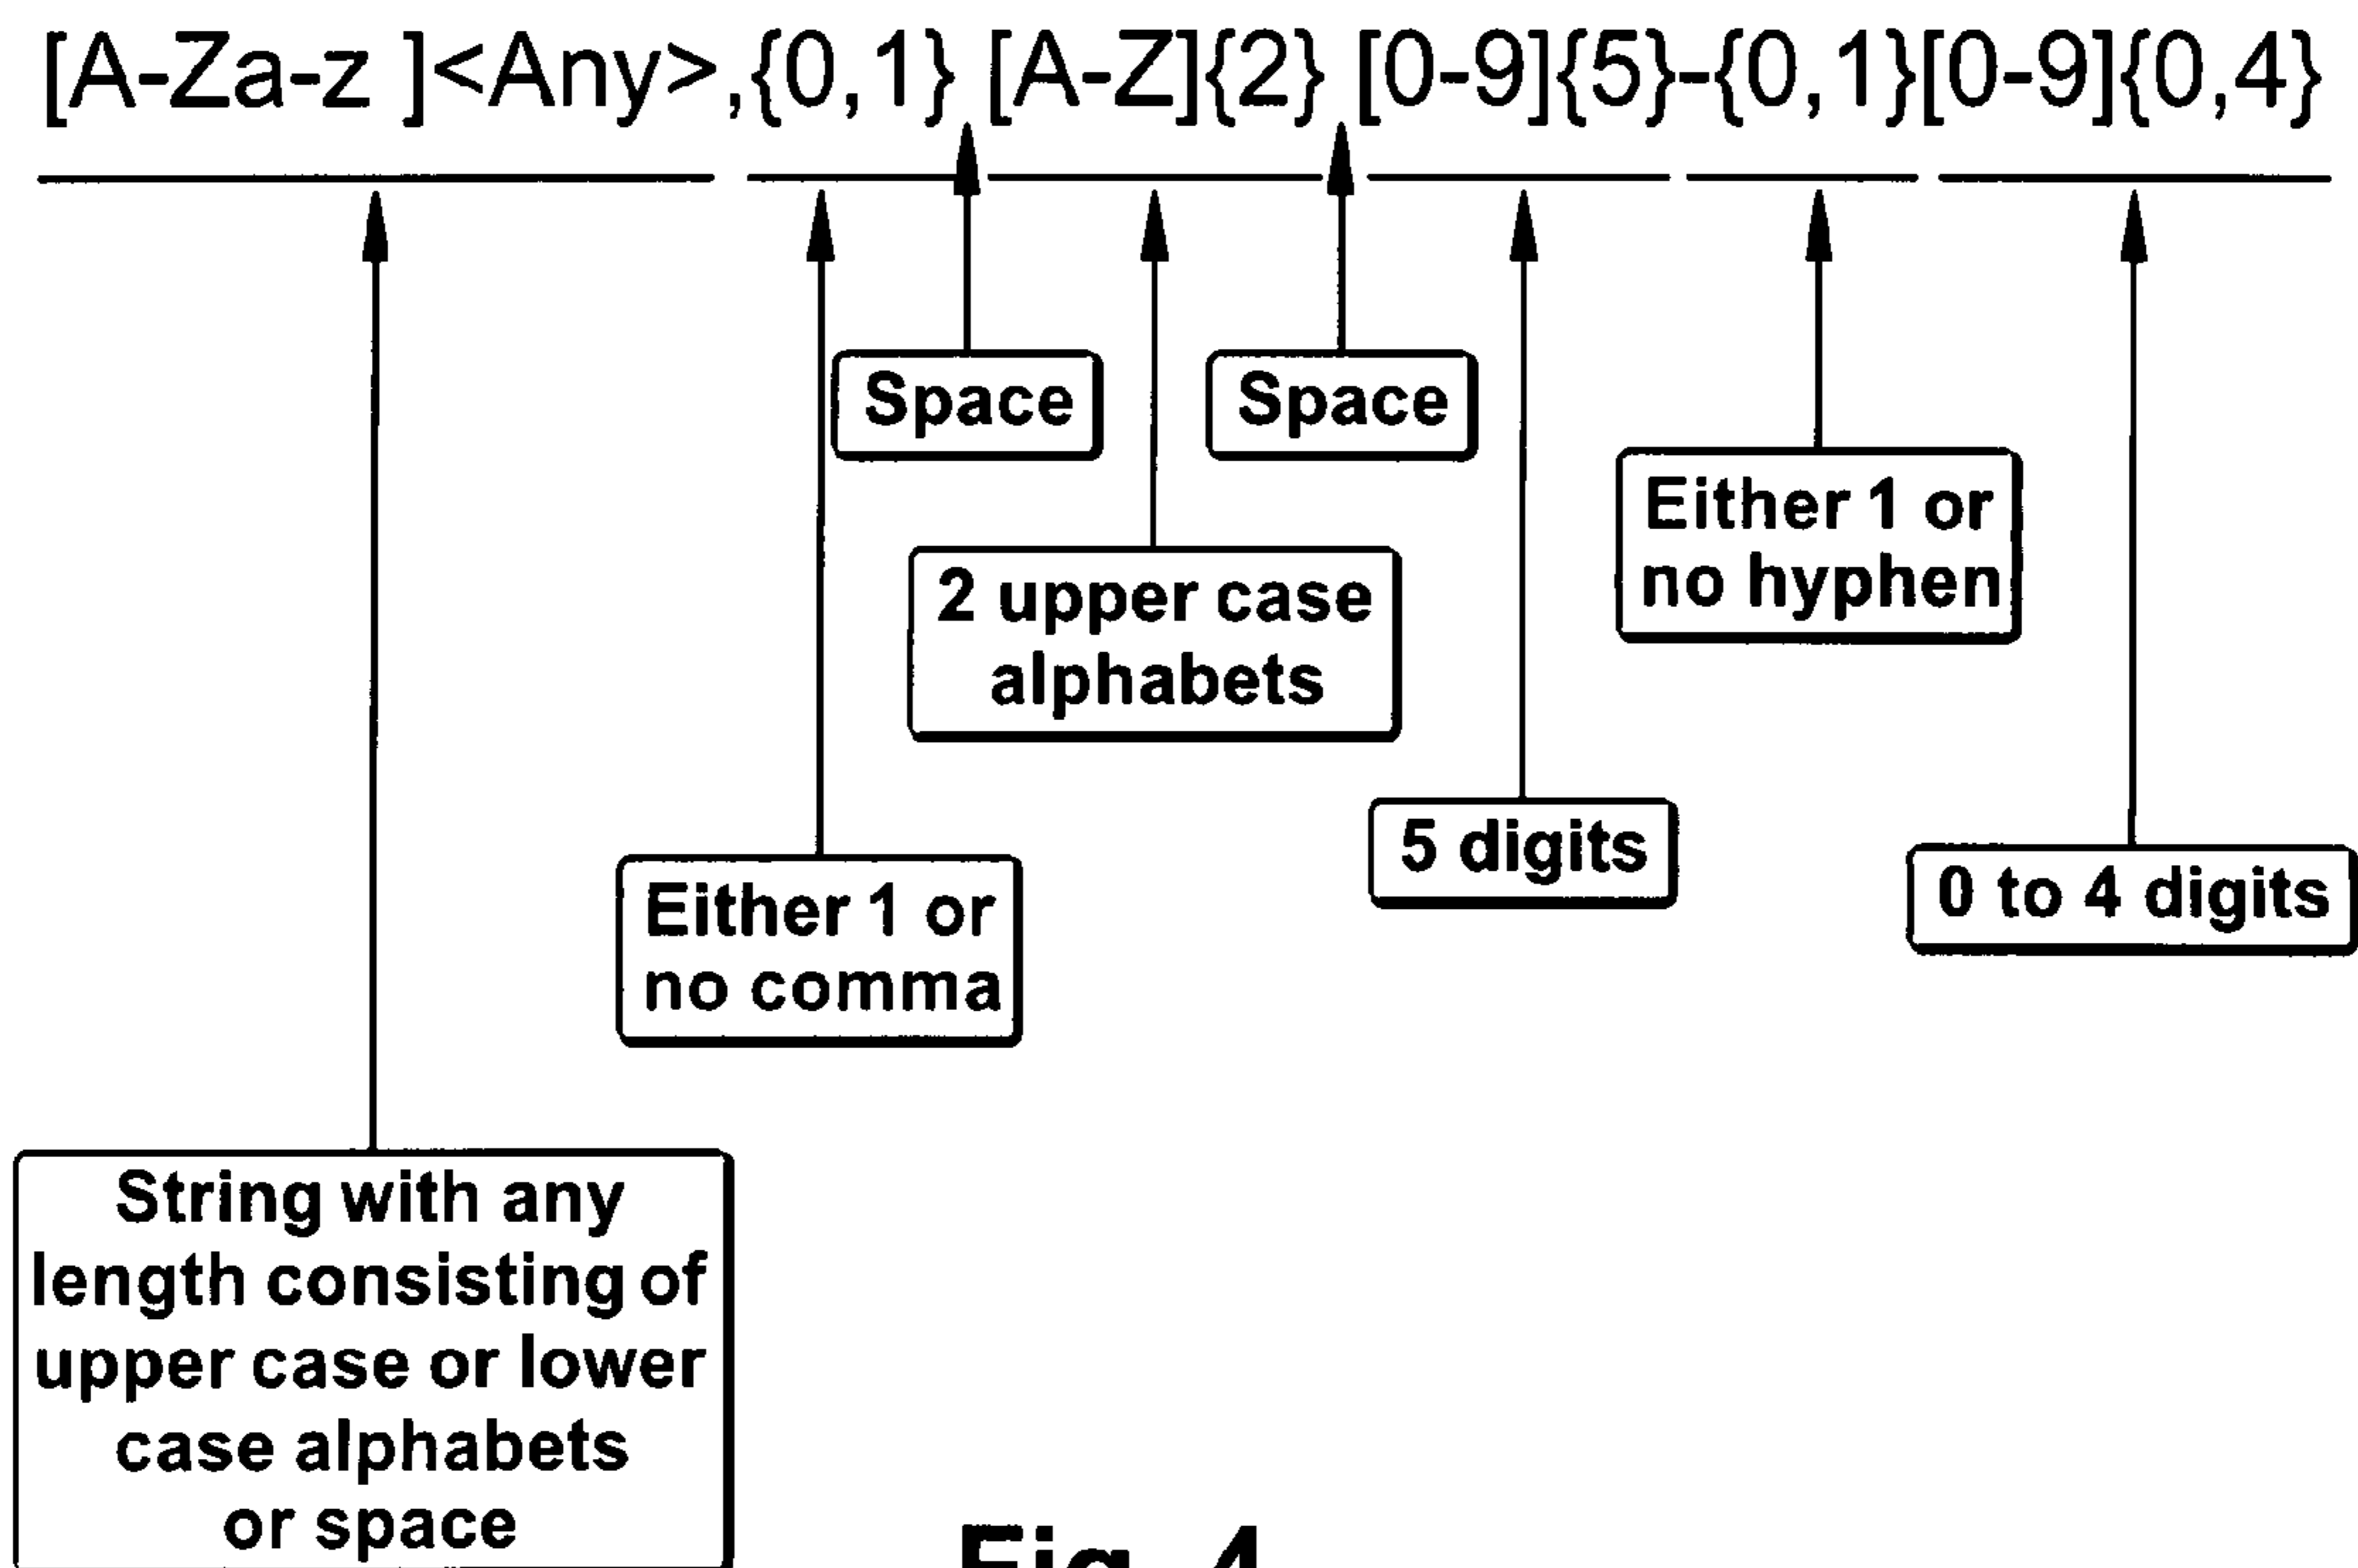 [A-Za-z ]<Any>,{0,1} [A-Z]{2} [0-9]{5}-{0,1}[0-9]{0,4}
Space
Space
Either 1 or
no hyphen
2 upper case
alphabets
5 digits
0 to 4 digits
Either 1 or
no comma
String with any
length consisting of
upper case or lower
case alphabets
or space
Fig. 4